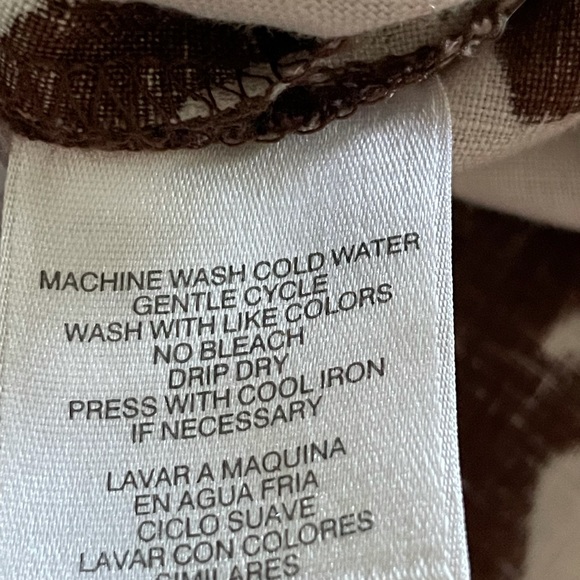 MACHINE WASH COLD WATER
GENTLE CYCLE
WASH WITH LIKE COLORS
NO BLEACH
DRIP DRY
PRESS WITH COOL IRON
IF NECESSARY
LAVAR A MAQUINA
EN AGUA FRIA
CICLO SUAVE
LAVAR CON COLORES
SIMILARES